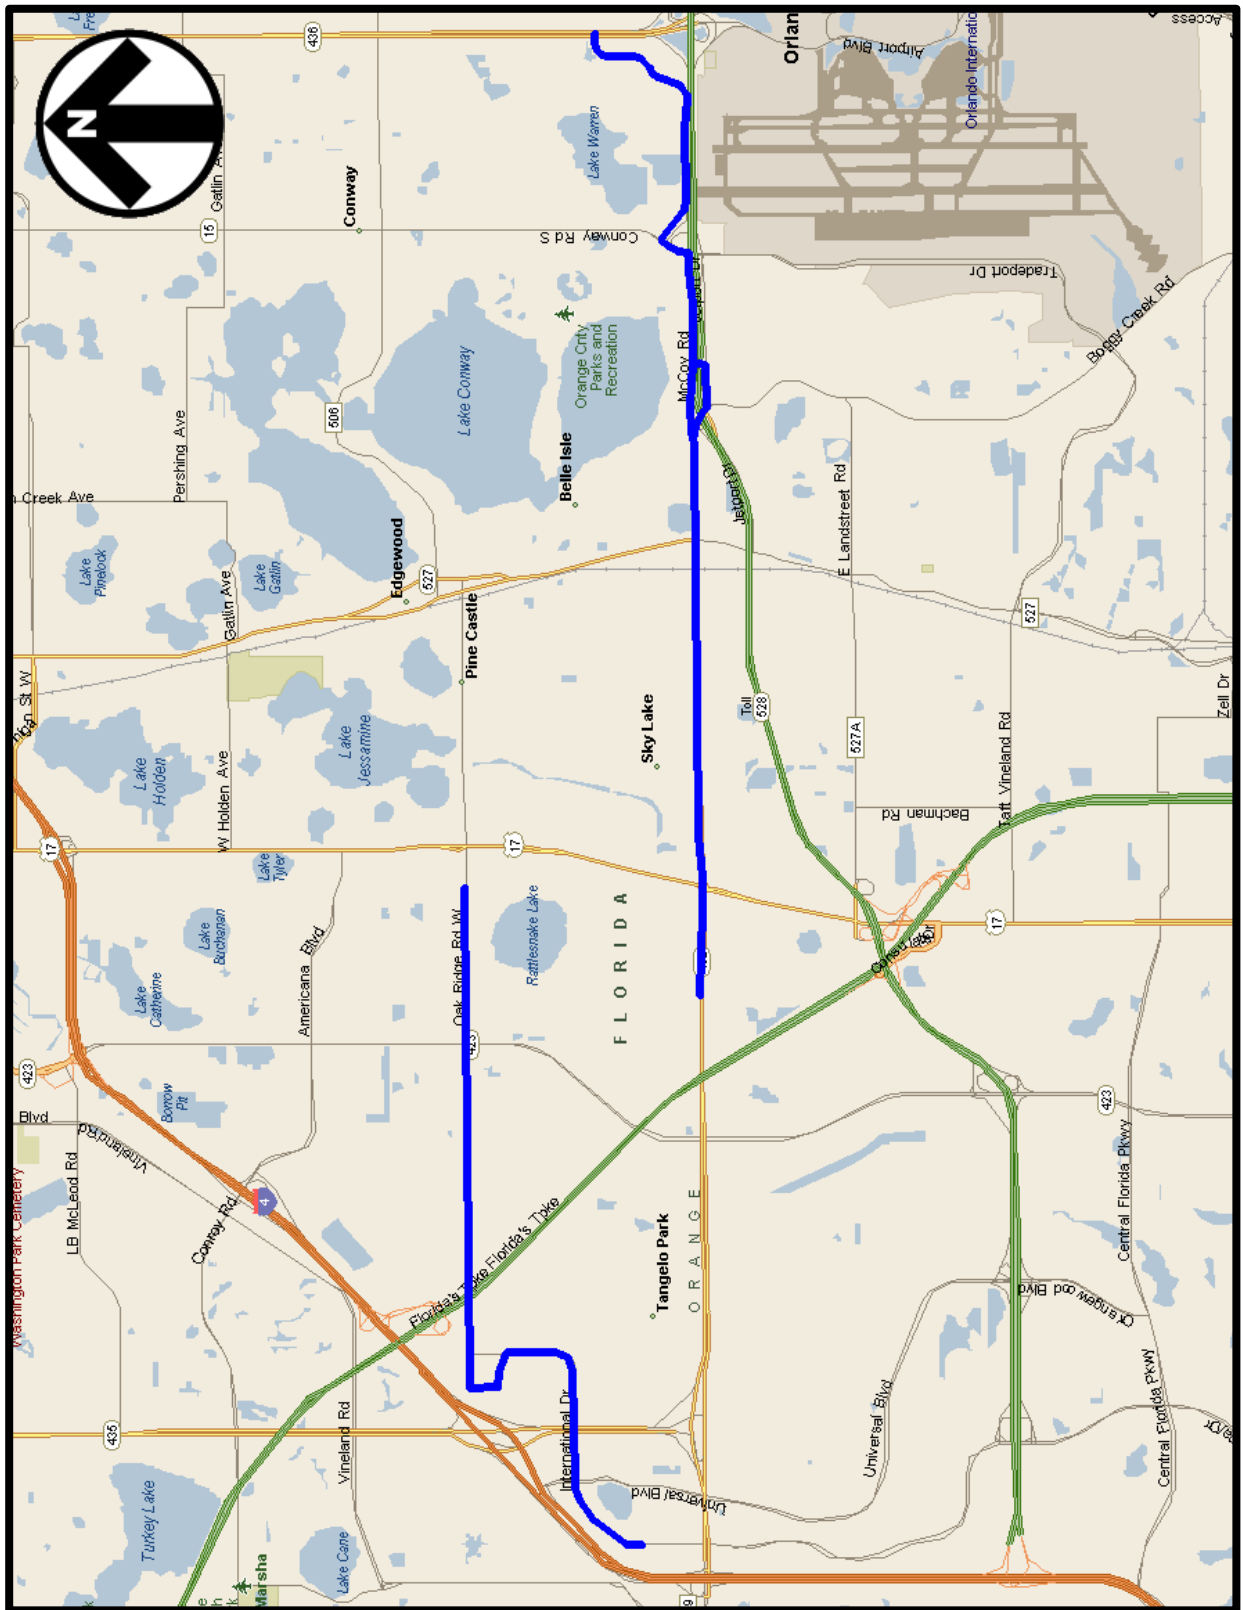 N
436
15
506
527
527
527A
528
Toll
17
17
17
423
423
423
435
4
Access
Airport Blvd
Orlando Internatio
Orlan
Lake Warren
Gatlin A
Conway
Conway Rd S
Tradeport Dr
Boggy Creek Rd
McCoy Rd
Lake Conway
Orange Cnty
Parks and
Recreation
Belle Isle
Pershing Ave
Creek Ave
Jetport Dr
E Landstreet Rd
Lake
Pinelock
Lake
Gatlin
Gatlin Ave
Edgewood
Pine Castle
Sky Lake
St W
Lake
Holden
Lake
Jessamine
W Holden Ave
Zell Dr
Taft Vineland Rd
Bachman Rd
Lake
Tyler
Lake
Buchanan
Lake
Catherine
Americana Blvd
Oak Ridge Rd W
Rattlesnake Lake
FLORIDA
Borrow
Pit
Blvd
Vineland Rd
LB McLeod Rd
Washington Park Cemetery
Conroy Rd
Florida's Tpke
Florida's Tpke
Tangelo Park
ORANGE
Central Florida Pkwy
Orangewood Blvd
Central Florida Pkwy
Universal Blvd
Universal Blvd
International Dr
Vineland Rd
Turkey Lake
Lake Cane
Marsha
9